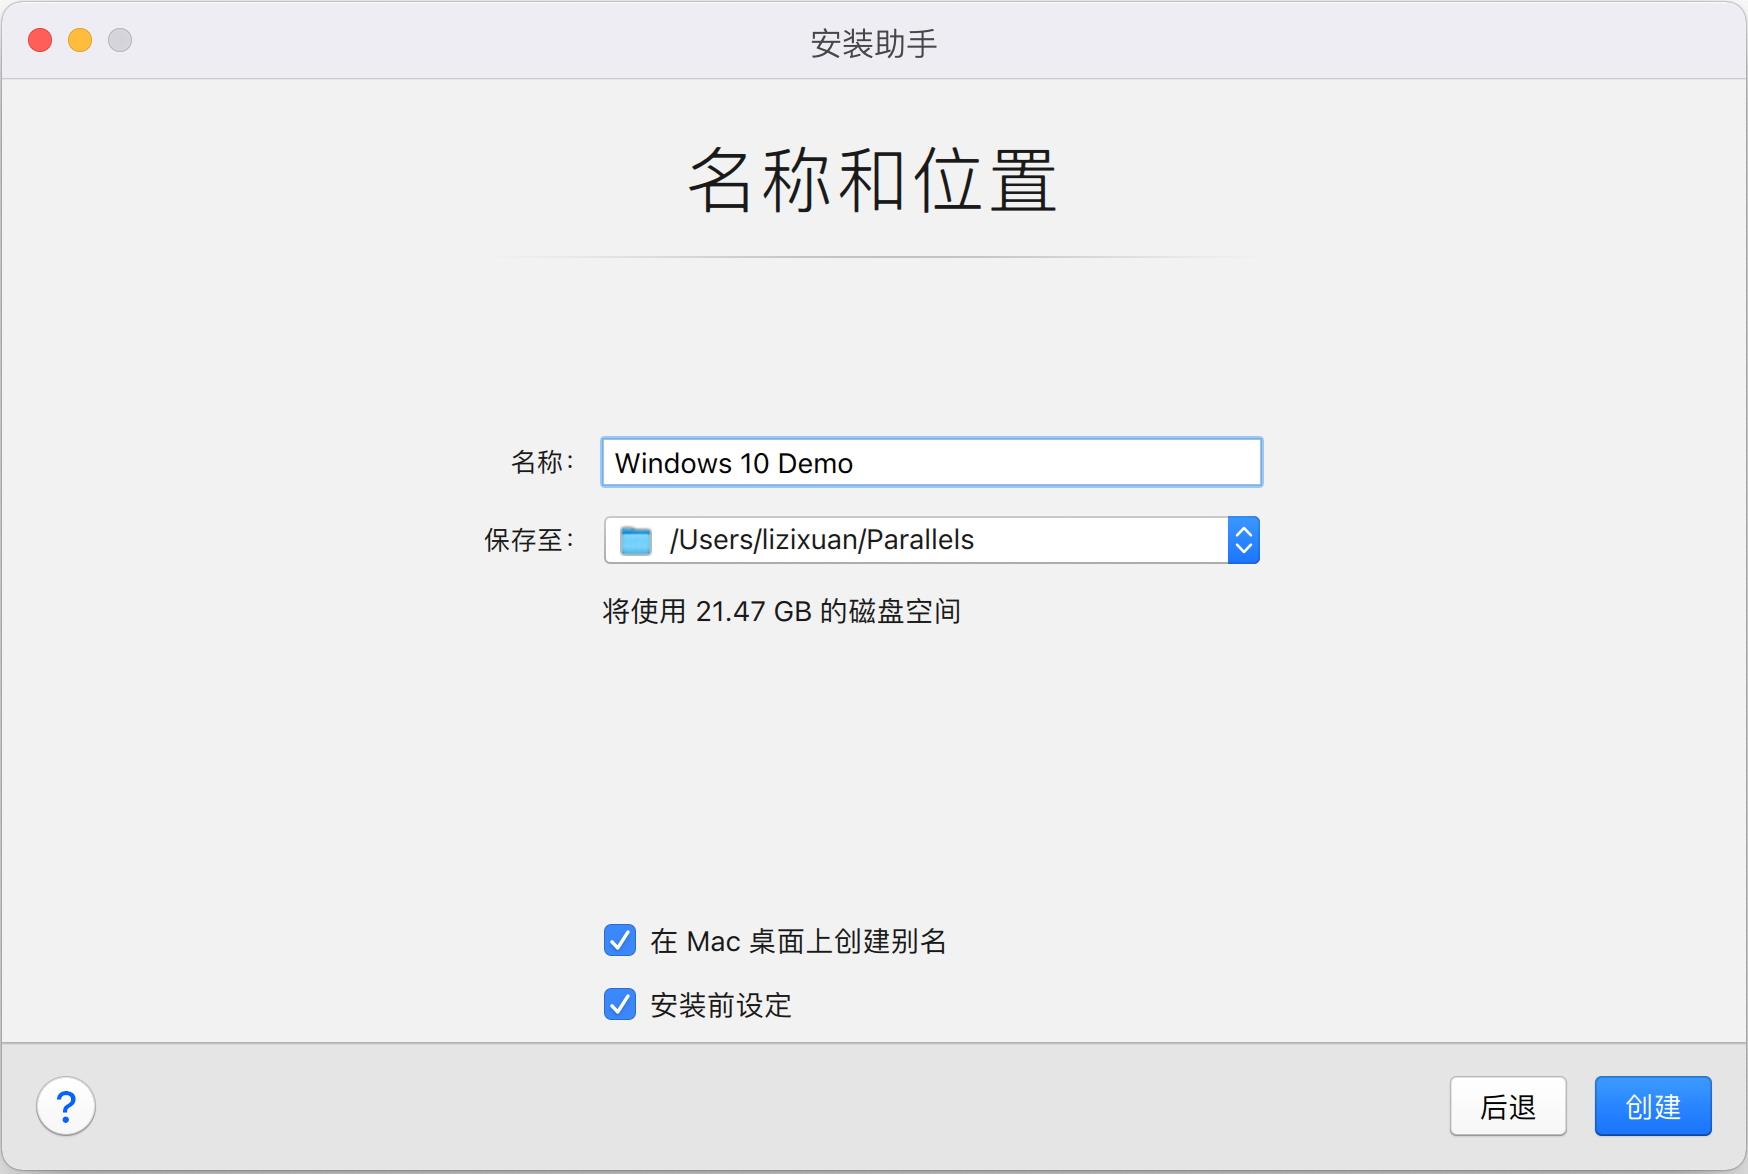 安装助手
名称和位置
名称：
Windows 10 Demo
保存至：
/Users/lizixuan/Parallels
将使用 21.47 GB 的磁盘空间
在 Mac 桌面上创建别名
安装前设定
?
后退
创建